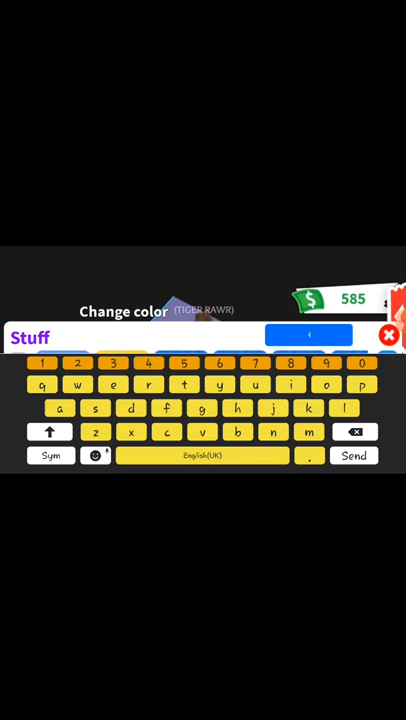 585
Change color (TIGER RAWR)
Stuff
1 2 3 4 5 6 7 8 9 0
q w e r t y u i o p
a s d f g h j k l
z x c v b n m
Sym English(UK) . Send